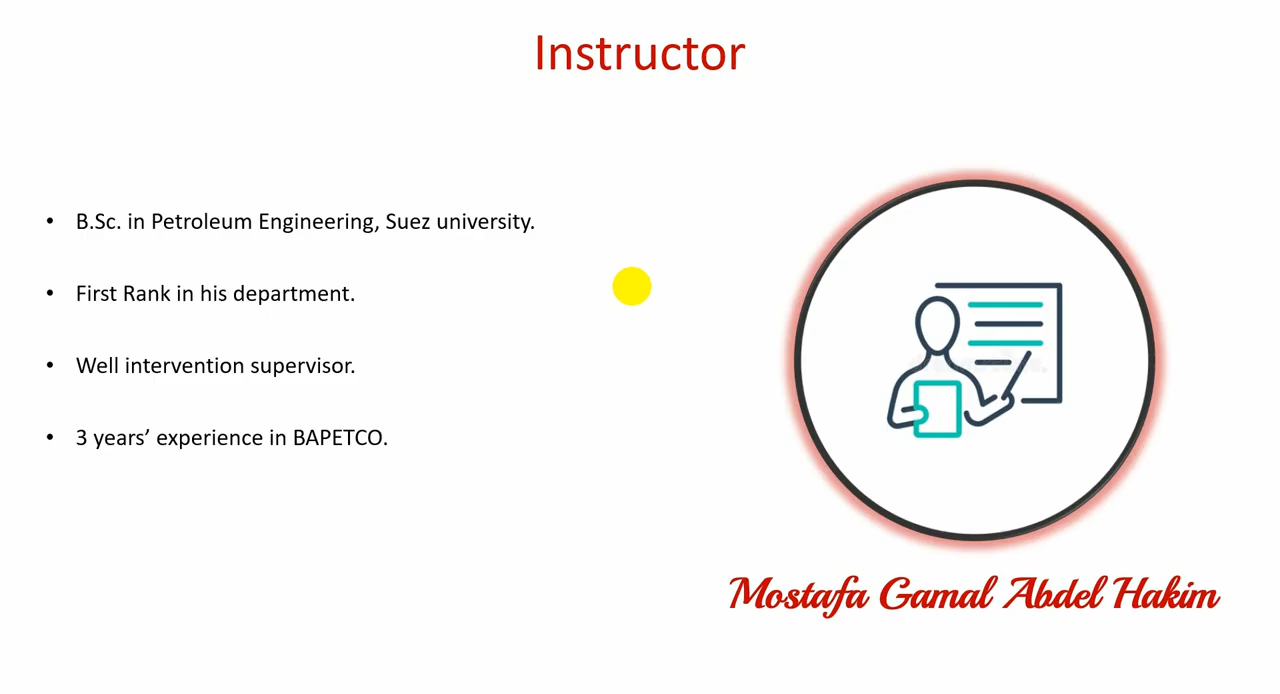 Instructor
• B.Sc. in Petroleum Engineering, Suez university.
• First Rank in his department.
• Well intervention supervisor.
• 3 years’ experience in BAPETCO.
Mostafa Gamal Abdel Hakim